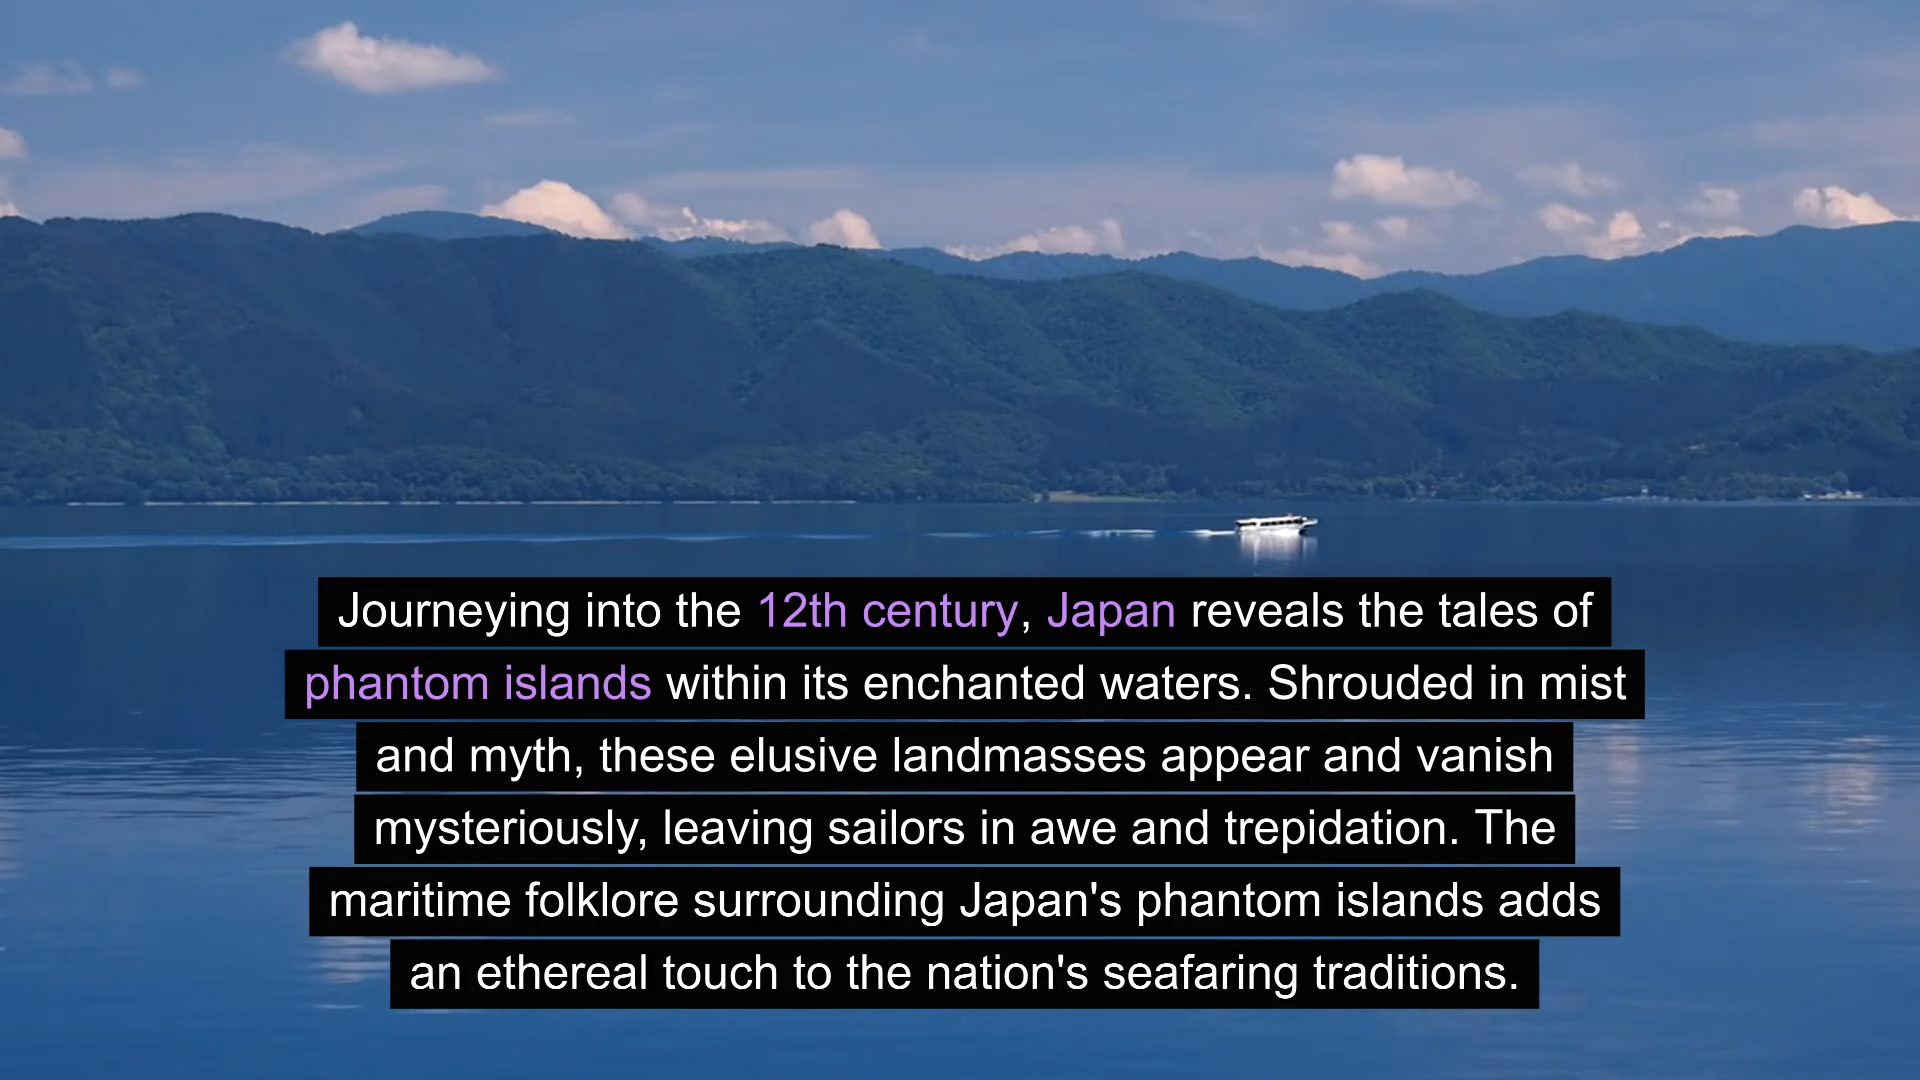 Journeying into the 12th century, Japan reveals the tales of
phantom islands within its enchanted waters. Shrouded in mist
and myth, these elusive landmasses appear and vanish
mysteriously, leaving sailors in awe and trepidation. The
maritime folklore surrounding Japan's phantom islands adds
an ethereal touch to the nation's seafaring traditions.